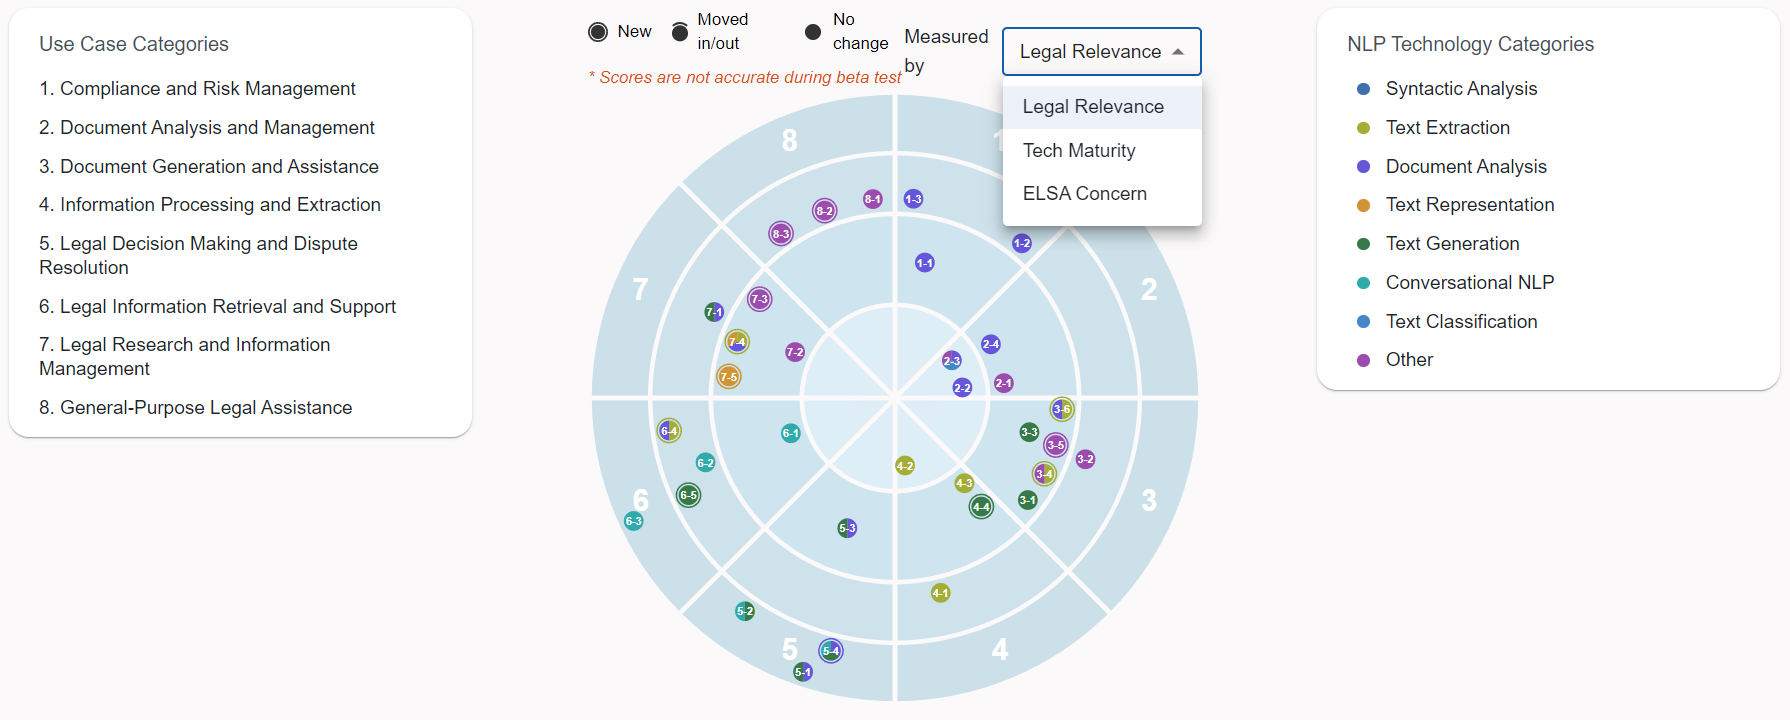 Use Case Categories
1. Compliance and Risk Management
2. Document Analysis and Management
3. Document Generation and Assistance
4. Information Processing and Extraction
5. Legal Decision Making and Dispute
Resolution
6. Legal Information Retrieval and Support
7. Legal Research and Information
Management
8. General-Purpose Legal Assistance
New
Moved
in/out
No
change
* Scores are not accurate during beta test
Measured
by
Legal Relevance
Legal Relevance
Tech Maturity
ELSA Concern
8
1
7
2
6
3
5
4
8-1
1-3
8-2
8-3
1-2
1-1
7-3
7-1
7-4
2-4
7-2
2-3
7-5
2-1
2-2
3-6
6-4
6-1
3-3
3-5
3-2
6-2
4-2
3-4
4-3
6-5
3-1
4-4
6-3
5-3
4-1
5-2
5-4
5-1
NLP Technology Categories
Syntactic Analysis
Text Extraction
Document Analysis
Text Representation
Text Generation
Conversational NLP
Text Classification
Other